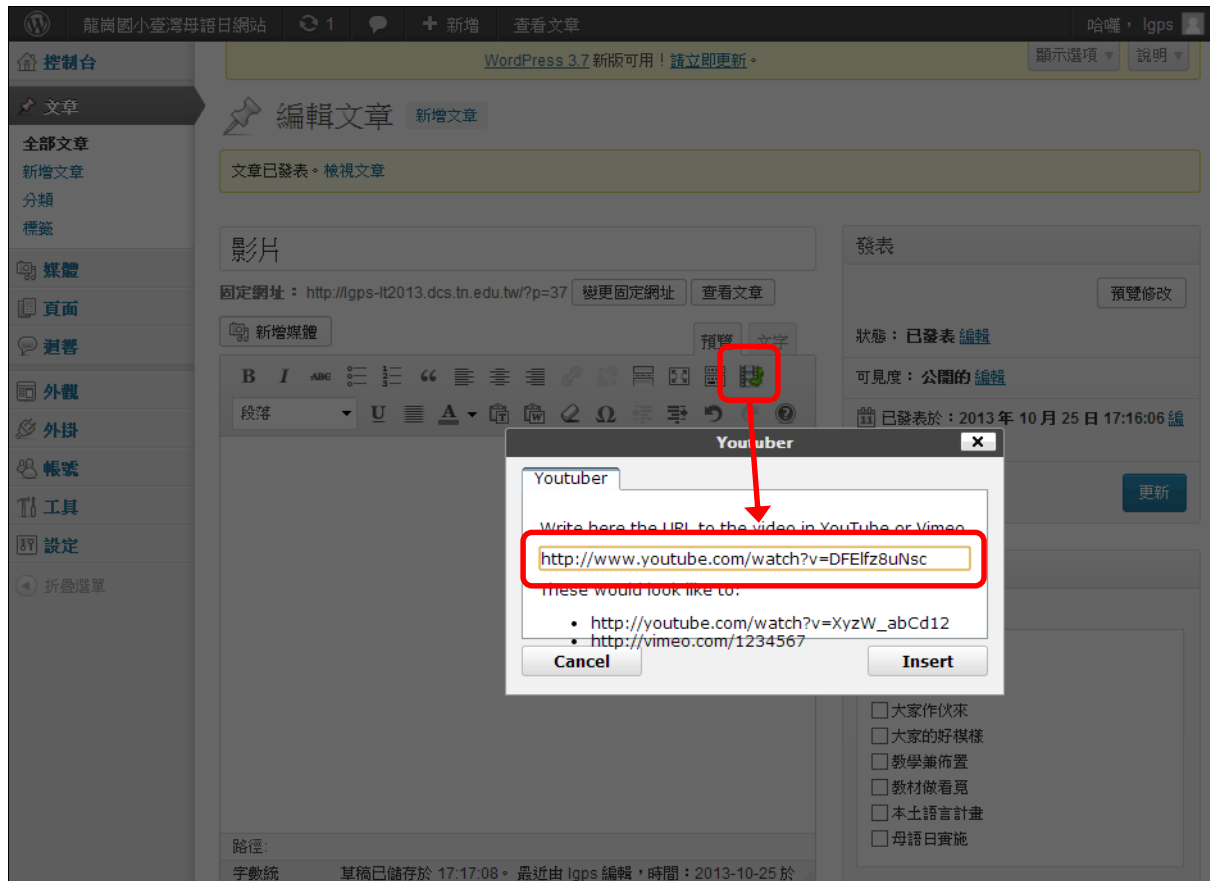 龍崗國小臺灣母語日網站 1 新增 查看文章 哈囉，lgps
控制台
文章
全部文章
新增文章
分類
標籤
媒體
頁面
迴響
外觀
外掛
帳號
工具
設定
折疊選單
WordPress 3.7 新版可用！請立即更新。
顯示選項 說明
編輯文章 新增文章
文章已發表。檢視文章
影片
固定網址： http://lgps-lt2013.dcs.tn.edu.tw/?p=37 變更固定網址 查看文章
新增媒體
預覽 文字
B I ABC
段落 U A
Youtuber
Youtuber
Write here the URL to the video in YouTube or Vimeo
http://www.youtube.com/watch?v=DFElfz8uNsc
These would look like to:
• http://youtube.com/watch?v=XyzW_abCd12
• http://vimeo.com/1234567
Cancel Insert
路徑:
字數統 草稿已儲存於 17:17:08。 最近由 lgps 編輯，時間：2013-10-25 於
發表
預覽修改
狀態： 已發表 編輯
可見度： 公開的 編輯
已發表於：2013 年 10 月 25 日 17:16:06 編
更新
大家作伙來
大家的好模樣
教學兼佈置
教材做看覓
本土語言計畫
母語日實施